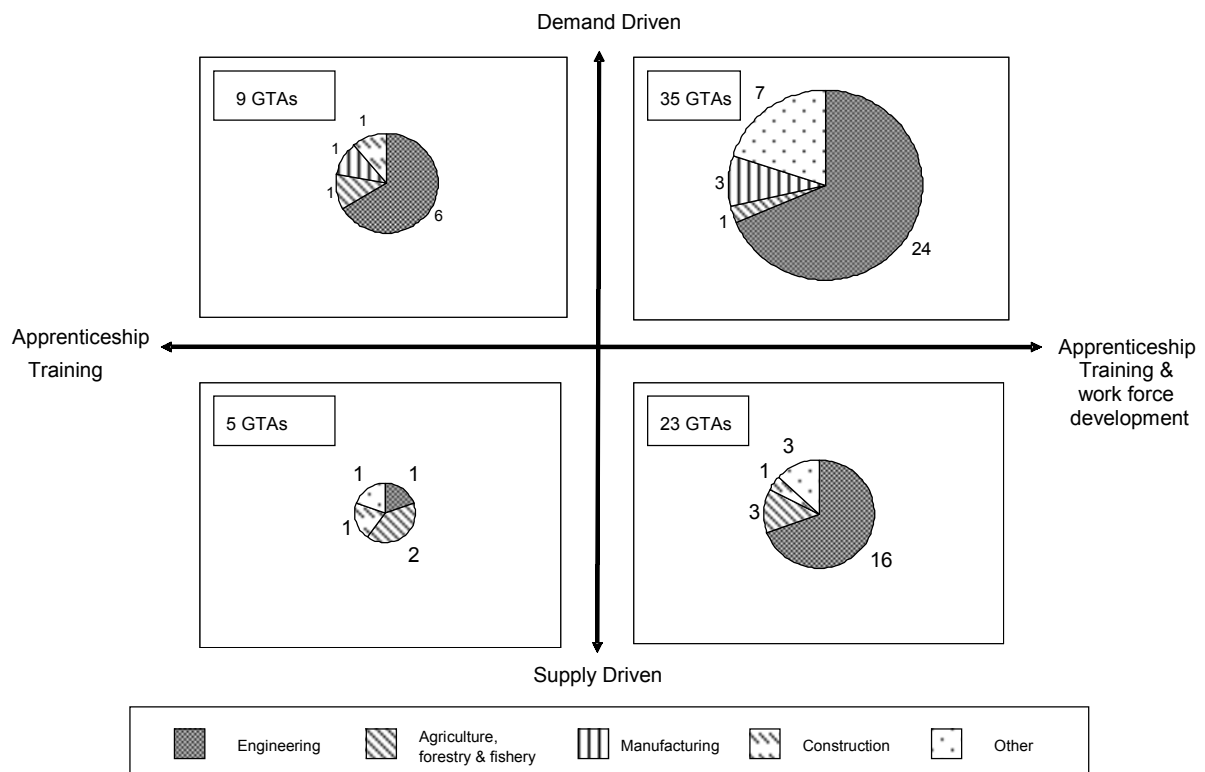 Demand Driven
9 GTAs
1
1
1
6
35 GTAs
7
3
1
24
Apprenticeship
Training
Apprenticeship
Training &
work force
development
5 GTAs
1
1
1
2
23 GTAs
3
1
3
16
Supply Driven
Engineering
Agriculture,
forestry & fishery
Manufacturing
Construction
Other